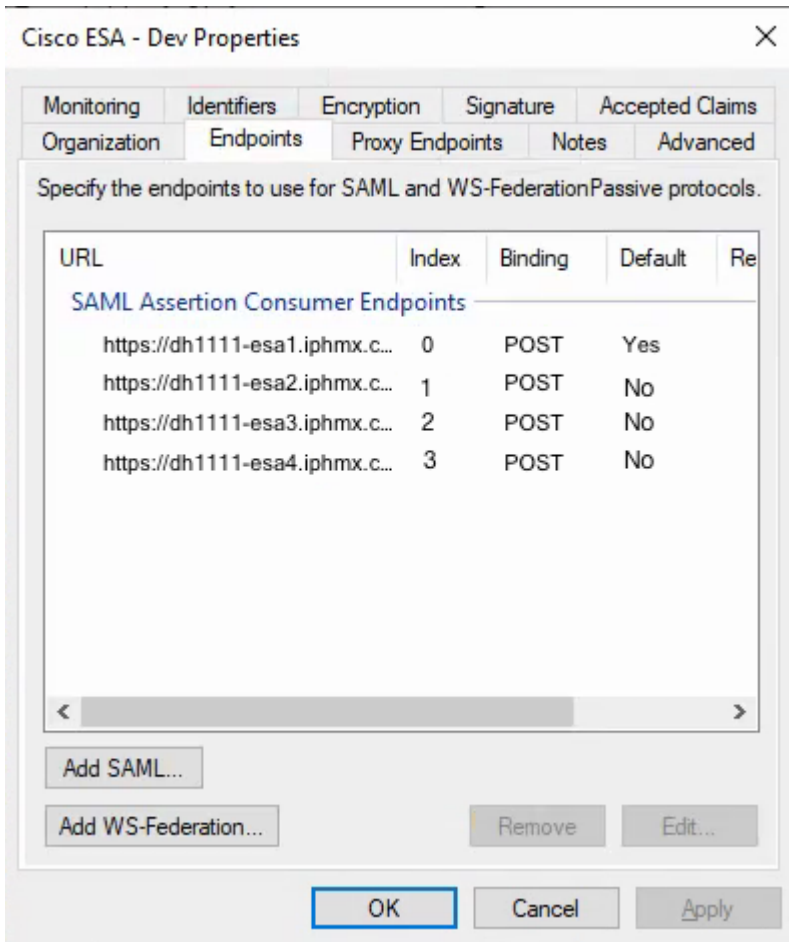 Cisco ESA - Dev Properties
Monitoring Identifiers Encryption Signature Accepted Claims
Organization Endpoints Proxy Endpoints Notes Advanced
Specify the endpoints to use for SAML and WS-FederationPassive protocols.
URL Index Binding Default Re
SAML Assertion Consumer Endpoints
https://dh1111-esa1.iphmx.c... 0 POST Yes
https://dh1111-esa2.iphmx.c... 1 POST No
https://dh1111-esa3.iphmx.c... 2 POST No
https://dh1111-esa4.iphmx.c... 3 POST No
Add SAML...
Add WS-Federation... Remove Edit...
OK Cancel Apply